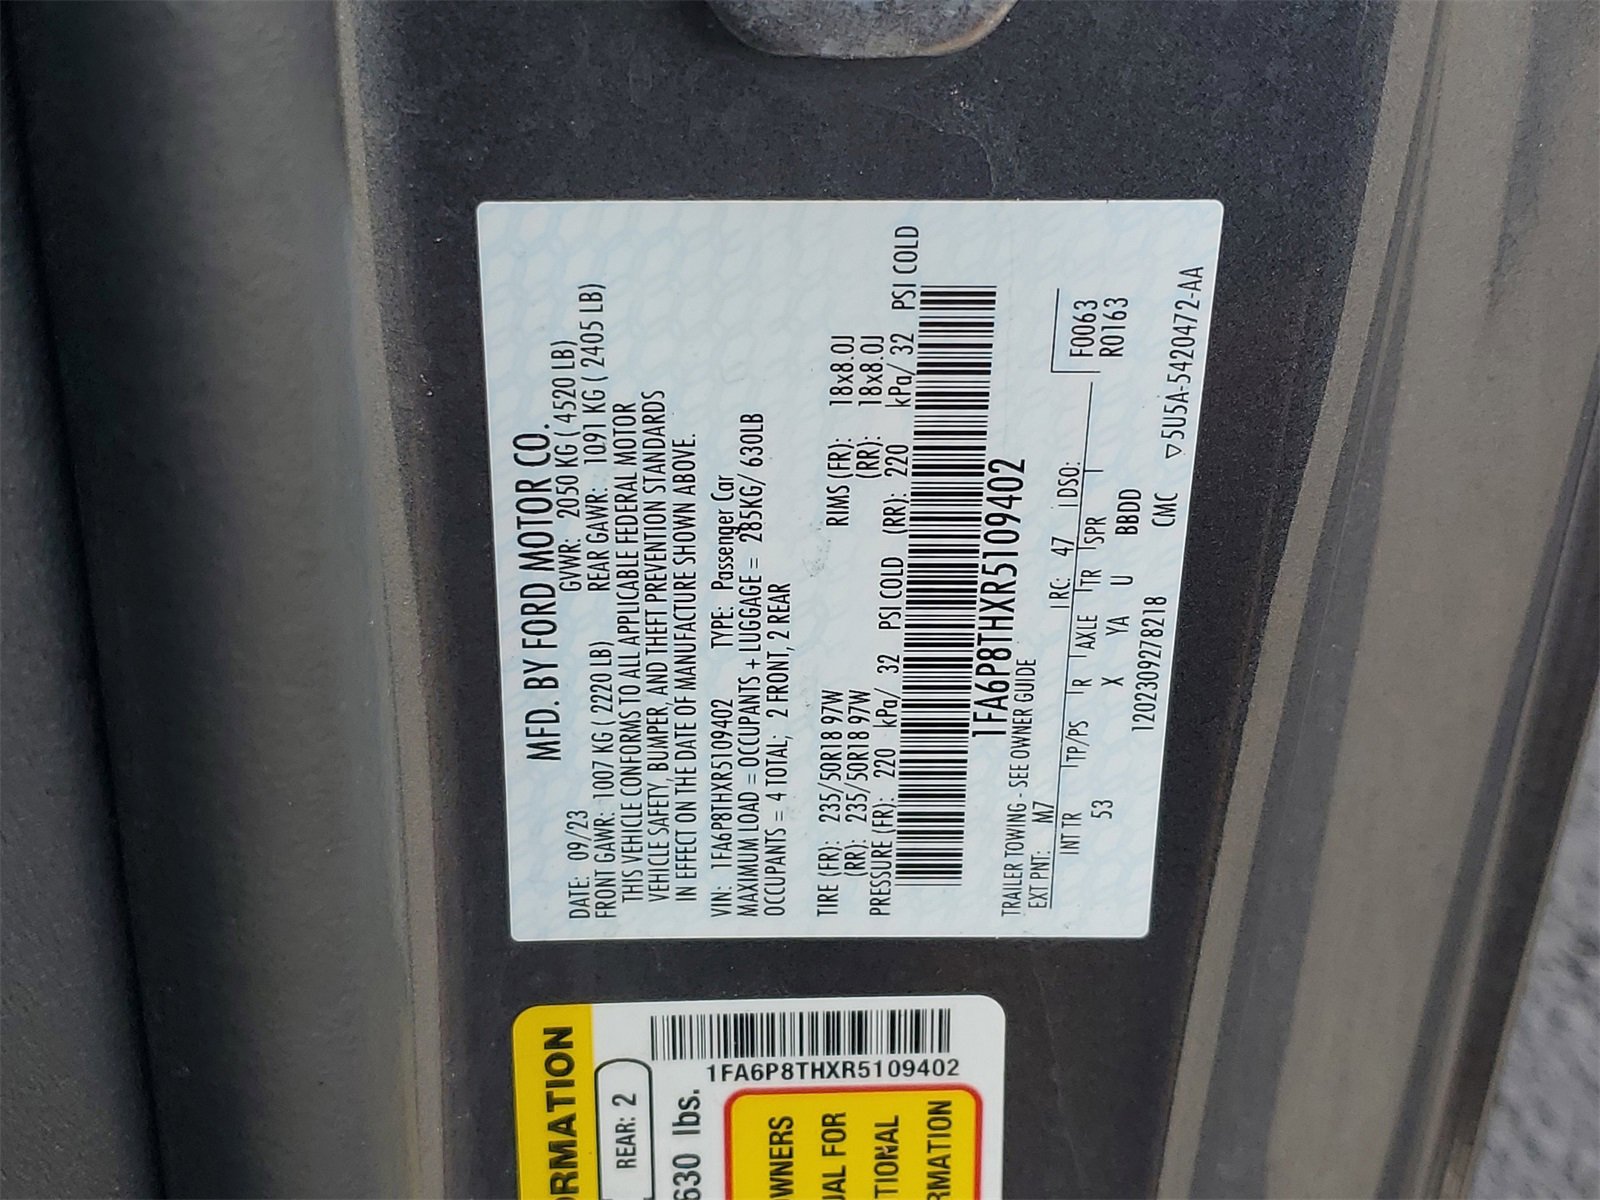 MFD. BY FORD MOTOR CO.
DATE: 09/23 GVWR: 2050 KG ( 4520 LB)
FRONT GAWR: 1007 KG ( 2220 LB) REAR GAWR: 1091 KG ( 2405 LB)
THIS VEHICLE CONFORMS TO ALL APPLICABLE FEDERAL MOTOR
VEHICLE SAFETY, BUMPER, AND THEFT PREVENTION STANDARDS
IN EFFECT ON THE DATE OF MANUFACTURE SHOWN ABOVE.
VIN: 1FA6P8THXR5109402 TYPE: Passenger Car
MAXIMUM LOAD = OCCUPANTS + LUGGAGE = 285KG/ 630LB
OCCUPANTS = 4 TOTAL; 2 FRONT, 2 REAR
TIRE (FR): 235/50R18 97W RIMS (FR): 18x8.0J
(RR): 235/50R18 97W (RR): 18x8.0J
PRESSURE (FR): 220 kPa/ 32 PSI COLD (RR): 220 kPa/ 32 PSI COLD
1FA6P8THXR5109402
TRAILER TOWING - SEE OWNER GUIDE
EXT PNT: M7 RC: 47 DSO: F0063
R0163
INT TR TP/PS R AXLE TR SPR
53 X YA U BBDD
12023092782​18 CMC ▽5U5A-5420472-AA
ORMATION
REAR: 2
630 lbs.
1FA6P8THXR5109402
WNERS
UAL FOR
TIONAL
RMATION